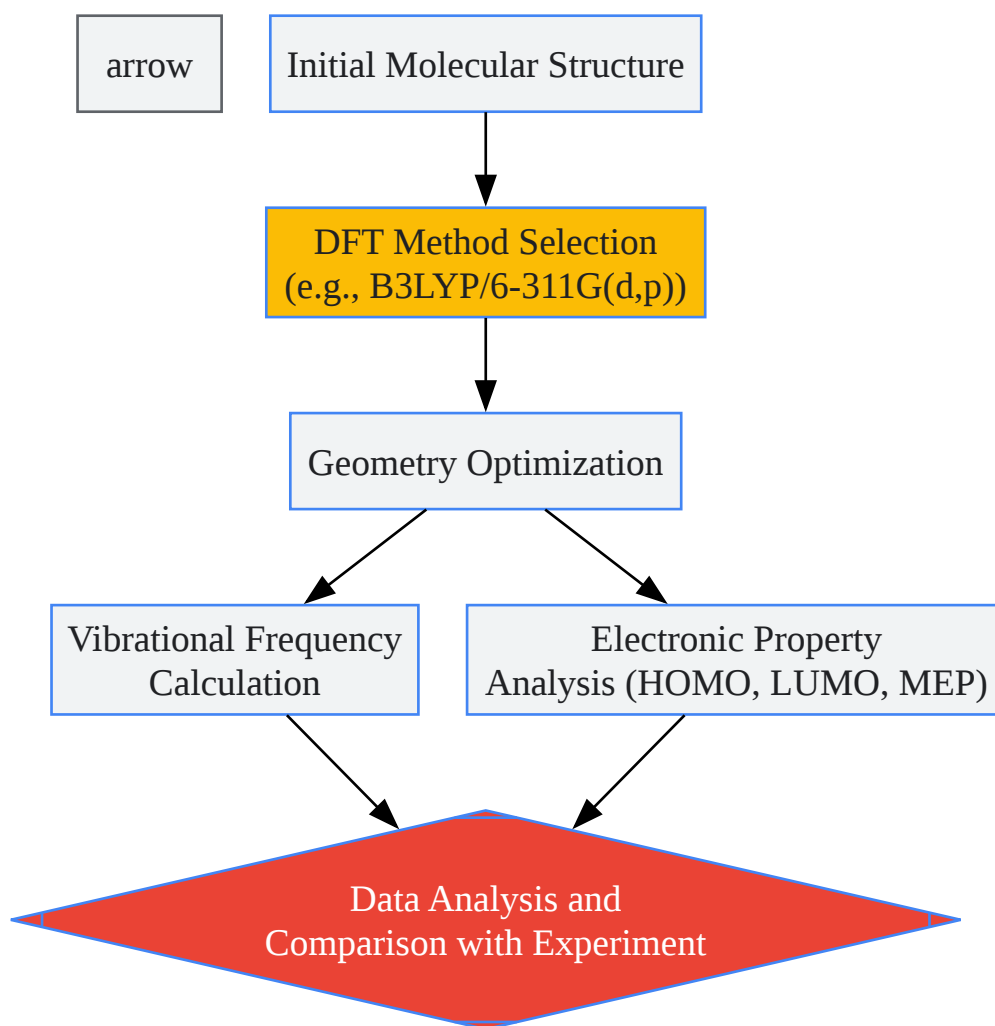 arrow
Initial Molecular Structure
DFT Method Selection
(e.g., B3LYP/6-311G(d,p))
Geometry Optimization
Vibrational Frequency
Calculation
Electronic Property
Analysis (HOMO, LUMO, MEP)
Data Analysis and
Comparison with Experiment